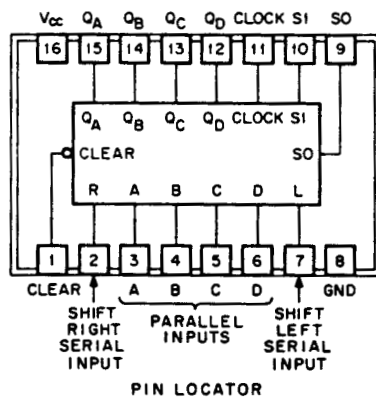 Vcc QA QB QC QD CLOCK S1 S0
16 15 14 13 12 11 10 9
QA QB QC QD CLOCK S1
CLEAR S0
R A B C D L
1 2 3 4 5 6 7 8
CLEAR A B C D GND
SHIFT RIGHT SERIAL INPUT
PARALLEL INPUTS
SHIFT LEFT SERIAL INPUT
PIN LOCATOR